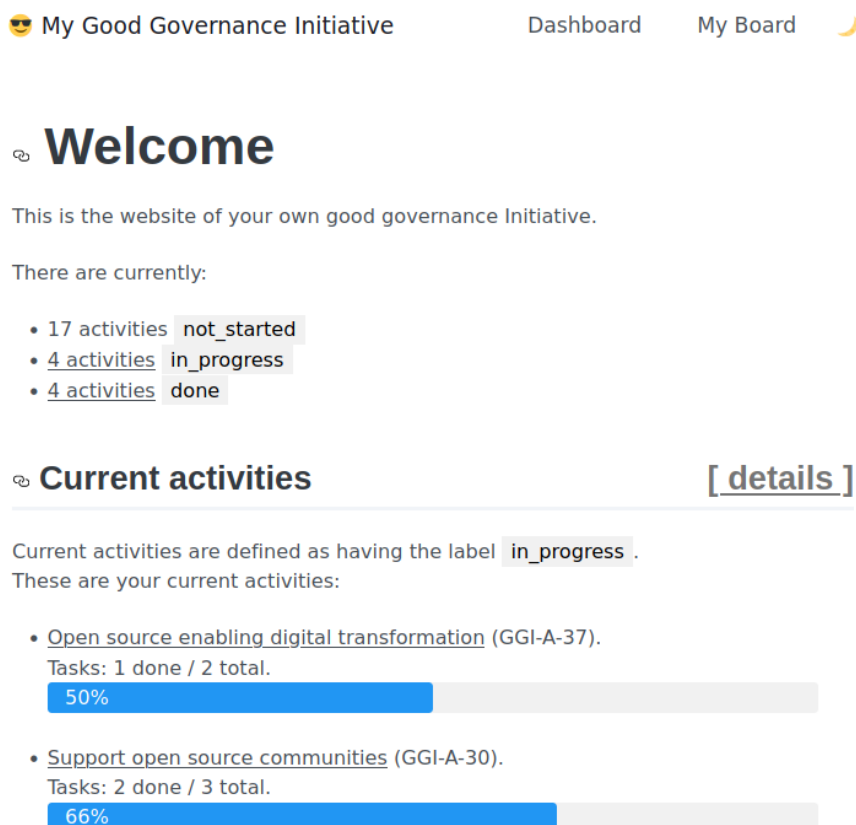 😎 My Good Governance Initiative Dashboard My Board 🌙
Welcome
This is the website of your own good governance Initiative.
There are currently:
• 17 activities not_started
• 4 activities in_progress
• 4 activities done
Current activities [ details ]
Current activities are defined as having the label in_progress .
These are your current activities:
• Open source enabling digital transformation (GGI-A-37).
Tasks: 1 done / 2 total.
50%
• Support open source communities (GGI-A-30).
Tasks: 2 done / 3 total.
66%